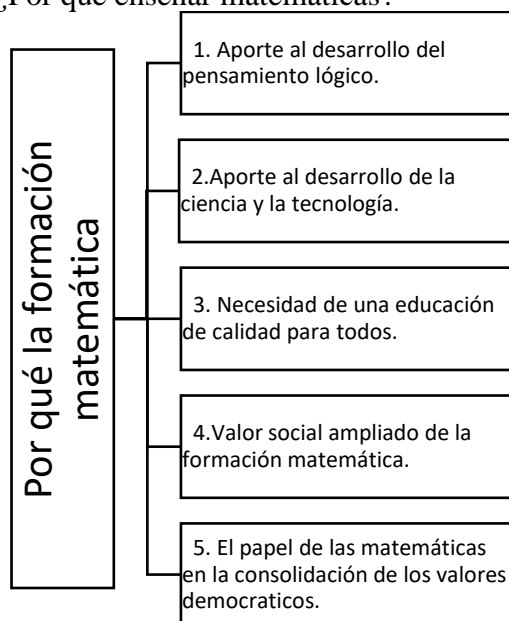 ¿Por qué enseñar matemáticas?
Por qué la formación
matemática
1. Aporte al desarrollo del
pensamiento lógico.
2.Aporte al desarrollo de la
ciencia y la tecnología.
3. Necesidad de una educación
de calidad para todos.
4.Valor social ampliado de la
formación matemática.
5. El papel de las matemáticas
en la consolidación de los valores
democraticos.